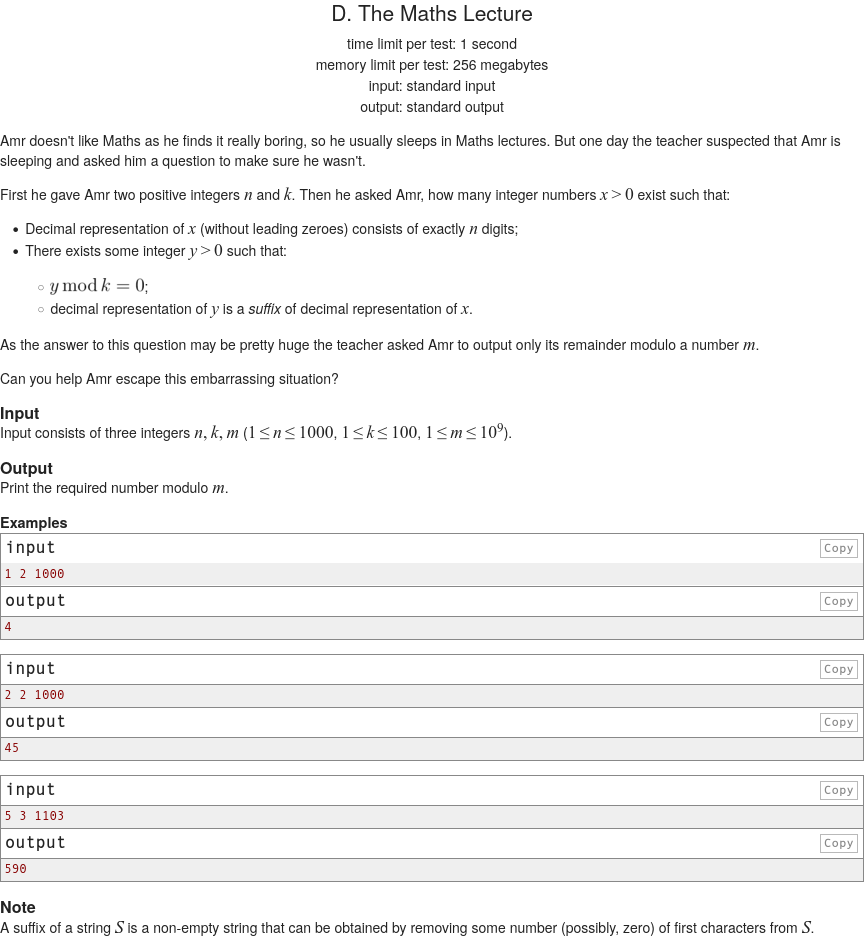 D. The Maths Lecture
time limit per test: 1 second
memory limit per test: 256 megabytes
input: standard input
output: standard output
Amr doesn't like Maths as he finds it really boring, so he usually sleeps in Maths lectures. But one day the teacher suspected that Amr is
sleeping and asked him a question to make sure he wasn't.
First he gave Amr two positive integers n and k. Then he asked Amr, how many integer numbers x > 0 exist such that:
• Decimal representation of x (without leading zeroes) consists of exactly n digits;
• There exists some integer y > 0 such that:
○ y mod k = 0;
○ decimal representation of y is a suffix of decimal representation of x.
As the answer to this question may be pretty huge the teacher asked Amr to output only its remainder modulo a number m.
Can you help Amr escape this embarrassing situation?
Input
Input consists of three integers n, k, m (1 ≤ n ≤ 1000, 1 ≤ k ≤ 100, 1 ≤ m ≤ 10⁹).
Output
Print the required number modulo m.
Examples
input Copy
1 2 1000
output Copy
4
input Copy
2 2 1000
output Copy
45
input Copy
5 3 1103
output Copy
590
Note
A suffix of a string S is a non-empty string that can be obtained by removing some number (possibly, zero) of first characters from S.